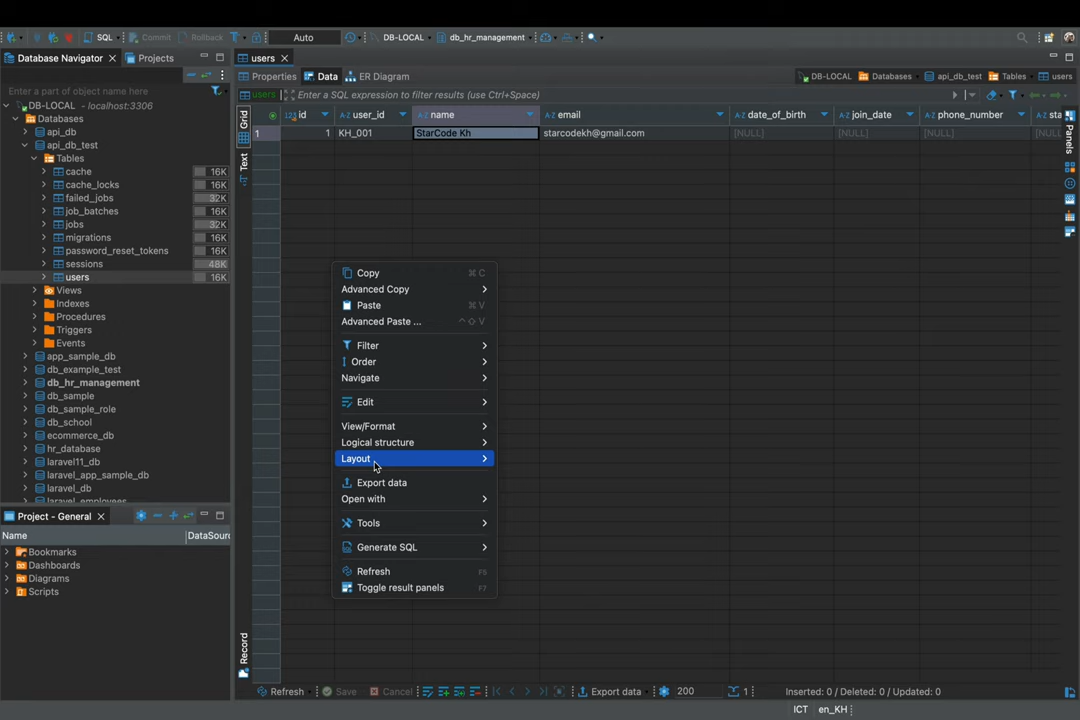 SQL Commit Rollback Auto DB-LOCAL db_hr_management
Database Navigator Projects
users
Properties Data ER Diagram
DB-LOCAL Databases api_db_test Tables users
Enter a part of object name here
users Enter a SQL expression to filter results (use Ctrl+Space)
DB-LOCAL - localhost:3306
Databases
api_db
api_db_test
Tables
cache 16K
cache_locks 16K
failed_jobs 32K
job_batches 16K
jobs 32K
migrations 16K
password_reset_tokens 16K
sessions 48K
users 16K
Views
Indexes
Procedures
Triggers
Events
app_sample_db
db_example_test
db_hr_management
db_sample
db_sample_role
db_school
ecommerce_db
hr_database
laravel11_db
laravel_app_sample_db
laravel_db
laravel_employees
Grid
Text
Record
Panels
123 id A-Z user_id A-Z name A-Z email date_of_birth join_date A-Z phone_number A-Z sta
1 1 KH_001 StarCode Kh starcodekh@gmail.com [NULL] [NULL] [NULL] [NULL]
Copy ⌘ C
Advanced Copy
Paste ⌘ V
Advanced Paste ... ^ ⇧ V
Filter
Order
Navigate
Edit
View/Format
Logical structure
Layout
Export data
Open with
Tools
Generate SQL
Refresh F5
Toggle result panels F7
Project - General
Name DataSourc
Bookmarks
Dashboards
Diagrams
Scripts
Refresh Save Cancel Export data 200 1 Inserted: 0 / Deleted: 0 / Updated: 0
ICT en_KH